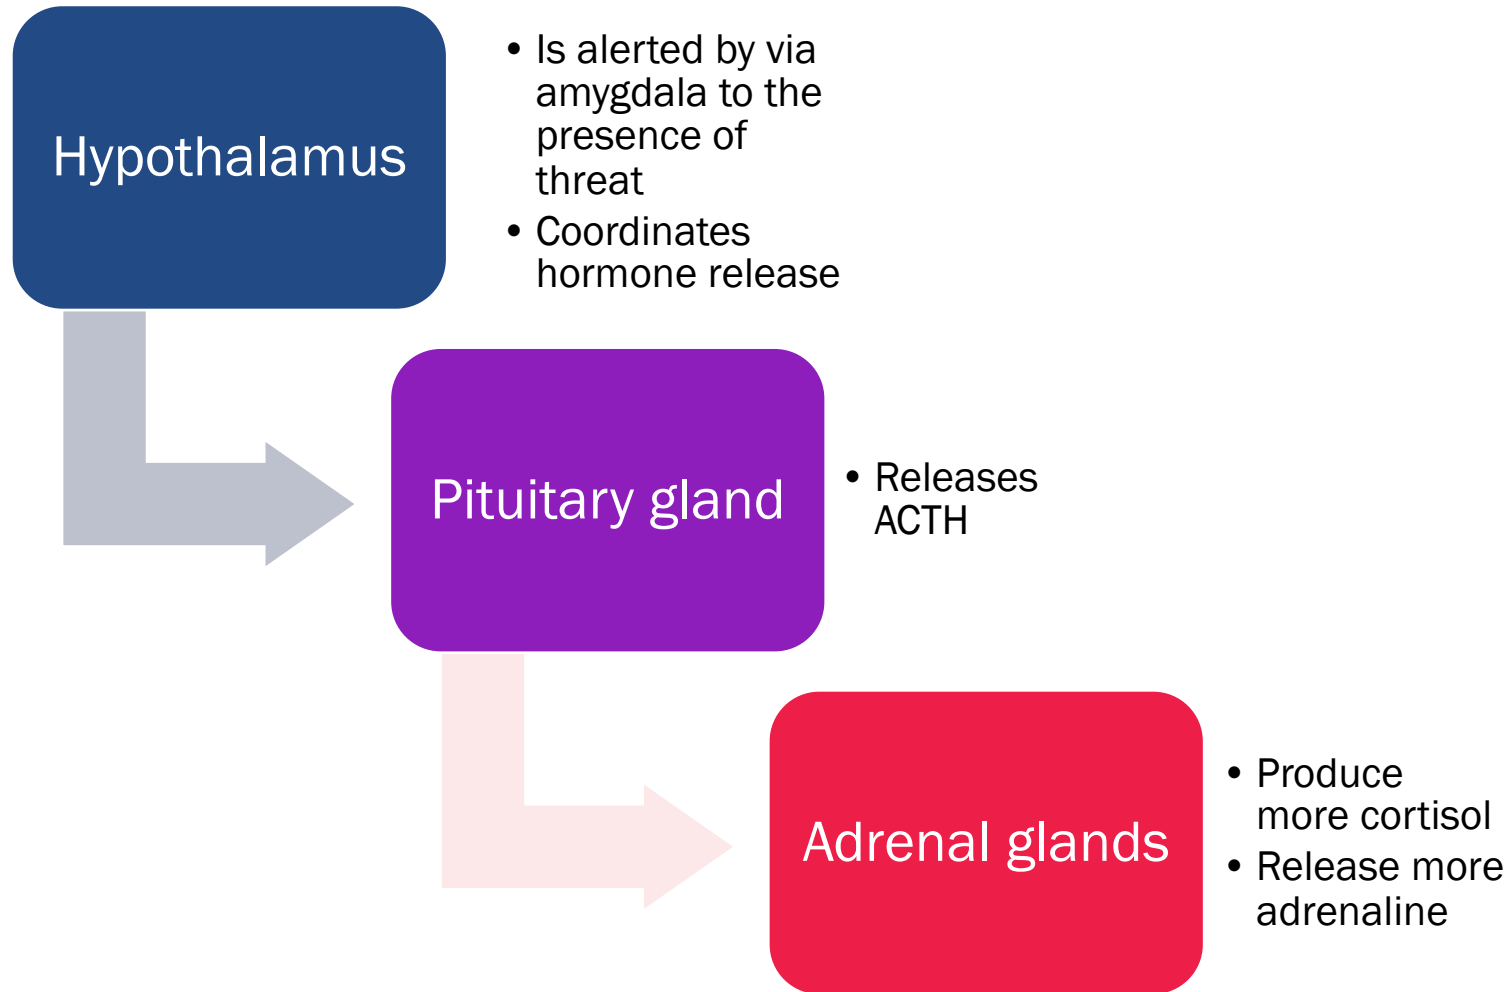 Hypothalamus
• Is alerted by via
amygdala to the
presence of
threat
• Coordinates
hormone release
Pituitary gland
• Releases
ACTH
Adrenal glands
• Produce
more cortisol
• Release more
adrenaline